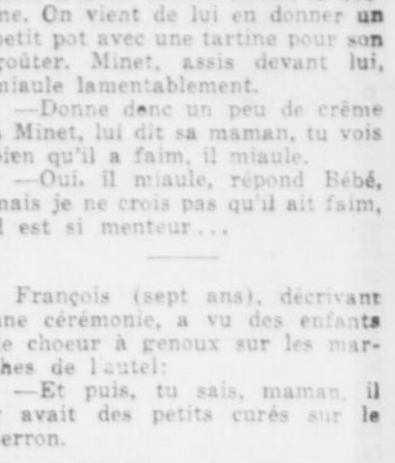 me. On vient de lui en donner un
petit pot avec une tartine pour son
goûter. Minet, assis devant lui,
miaule lamentablement.
—Donne donc un peu de crême
à Minet, lui dit sa maman, tu vois
bien qu'il a faim, il miaule.
—Oui, il miaule, répond Bébé,
mais je ne crois pas qu'il ait faim,
il est si menteur...
François (sept ans), décrivant
une cérémonie, a vu des enfants
de choeur à genoux sur les mar-
ches de l'autel:
—Et puis, tu sais, maman, il
y avait des petits curés sur le
perron.